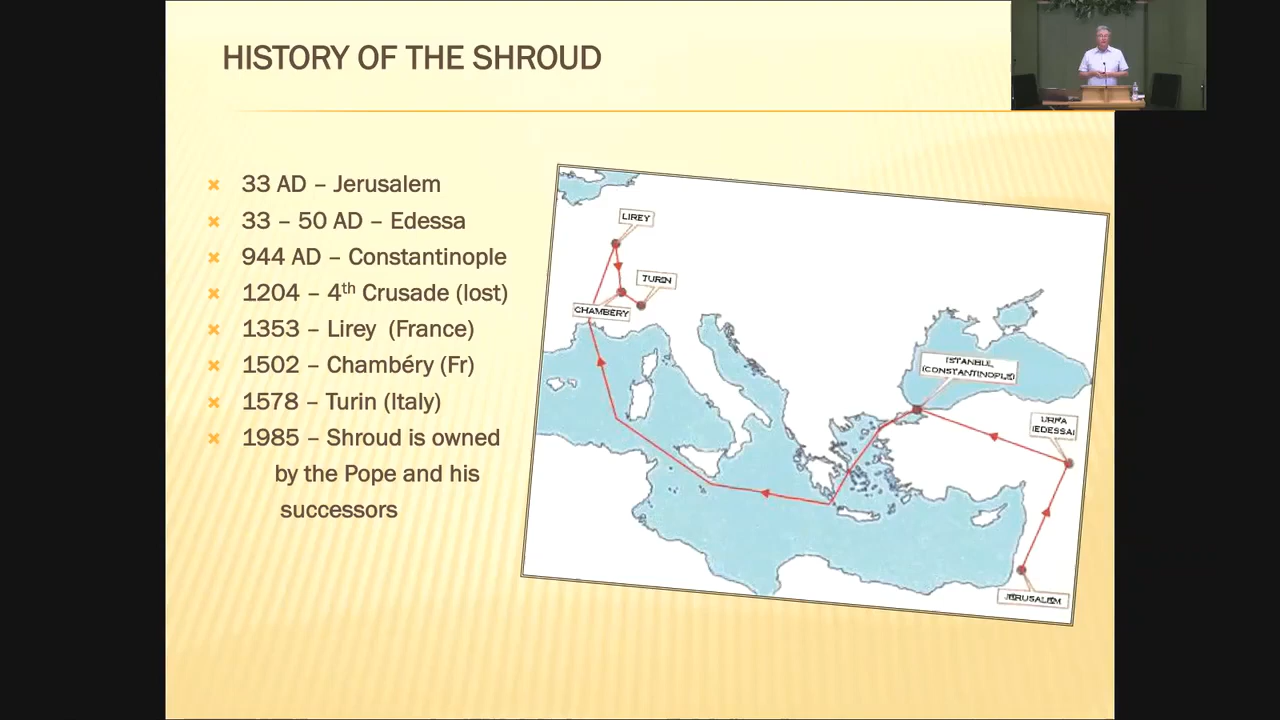 HISTORY OF THE SHROUD
33 AD – Jerusalem
33 – 50 AD – Edessa
944 AD – Constantinople
1204 – 4th Crusade (lost)
1353 – Lirey (France)
1502 – Chambéry (Fr)
1578 – Turin (Italy)
1985 – Shroud is owned
by the Pope and his
successors
LIREY
TURIN
CHAMBERY
ISTANBUL
(CONSTANTINOPLE)
URFA
(EDESSA)
JERUSALEM